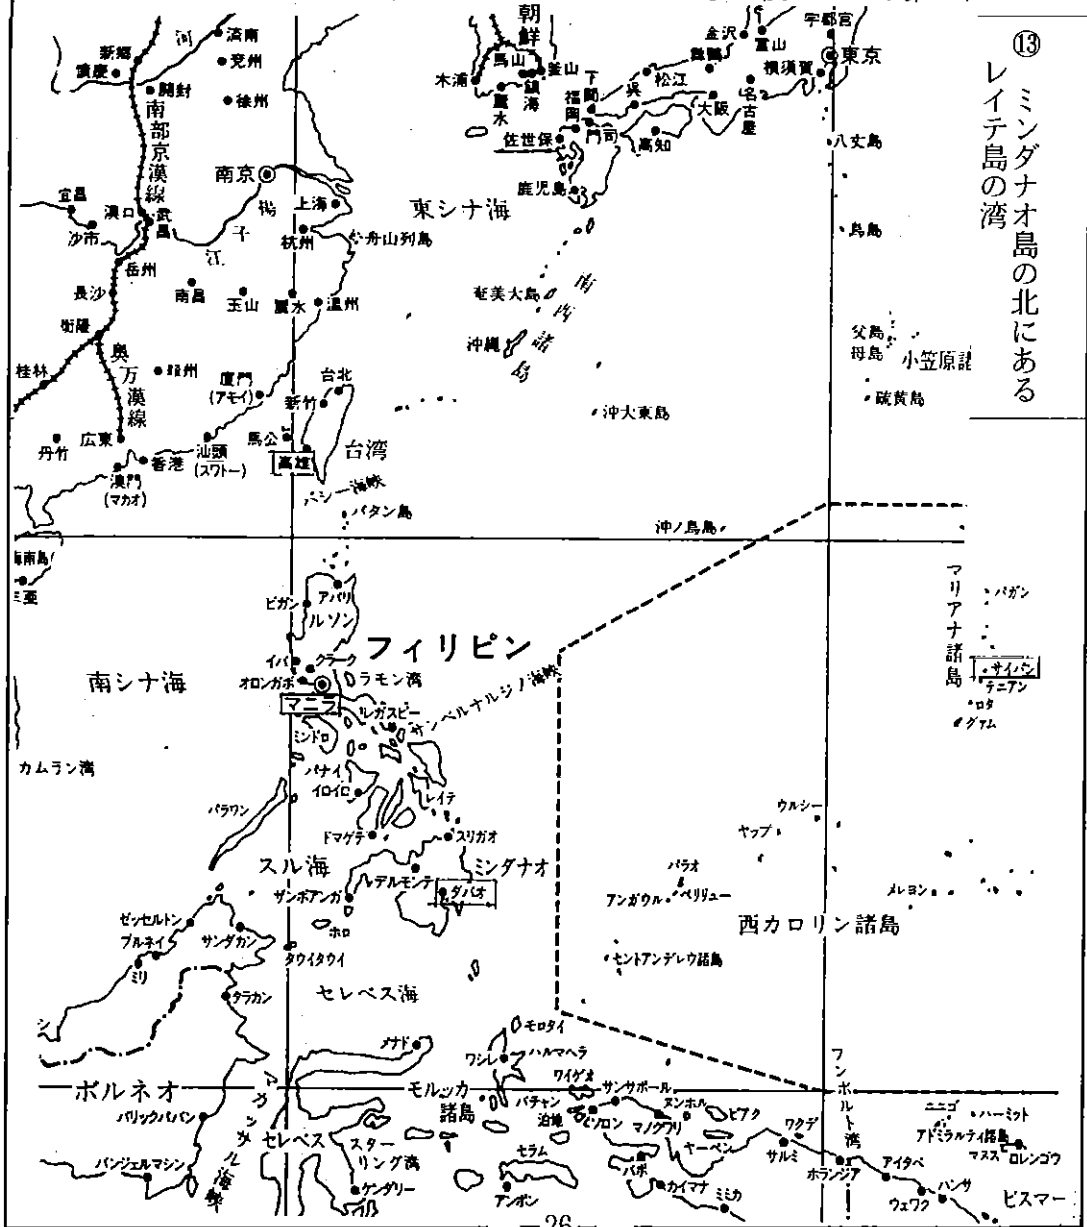 ⑬ ミンダナオ島の北にある
レイテ島の湾
河
済南
新郷
兗州
開封
徐州
南部京漢線
南京
揚子江
上海
宜昌
漢口
武昌
沙市
杭州
舟山列島
岳州
長沙
南昌
玉山
麗水
温州
衡陽
桂林
奥万漢線
廈門
(アモイ)
台北
新竹
丹竹
広東
汕頭
(スワトー)
馬公
高雄
台湾
香港
澳門
(マカオ)
バシー海峡
バタン島
海南島
三亜
朝鮮
木浦
馬山
釜山
鎮海
麗水
下関
福岡
門司
佐世保
鹿児島
呉
松江
舞鶴
大阪
高知
金沢
富山
名古屋
宇都宮
東京
横須賀
八丈島
鳥島
東シナ海
奄美大島
沖縄
南西諸島
沖大東島
父島
母島
小笠原諸
硫黄島
沖ノ鳥島
マリアナ諸島
パガン
サイパン
テニアン
ロタ
グァム
ビガン
アパリ
ルソン
フィリピン
イバ
クラーク
オロンガポ
ラモン湾
マニラ
レガスピー
サンベルナルジノ海峡
ミンドロ
南シナ海
カムラン湾
パナイ
イロイロ
レイテ
パラワン
ドマゲテ
スリガオ
スル海
ミンダナオ
デルモンテ
ダバオ
ザンボアンガ
ホロ
ゼッセルトン
ブルネイ
サンダカン
ミリ
タウイタウイ
タラカン
セレベス海
ウルシー
ヤップ
パラオ
アンガウル
ペリリュー
メレヨン
西カロリン諸島
セントアンデレウ諸島
メナド
モロタイ
ワシレ
ハルマヘラ
ワイゲオ
ボルネオ
モルッカ
諸島
バチャン
泊地
サンサポール
ソロン
ヌンホル
マノクワリ
ビアク
フンボルト湾
ニニゴ
ハーミット
アドミラルティ諸島
マヌス
ロレンゴウ
バリックパパン
マカッサル海峡
セレベス
スター
リング湾
セラム
バボ
ヤーペン
ワクデ
サルミ
ホランジア
アイタペ
バンジェルマシン
ケンダリー
アンボン
カイマナ
ミミカ
ウェワク
ハンサ
ビスマー
26